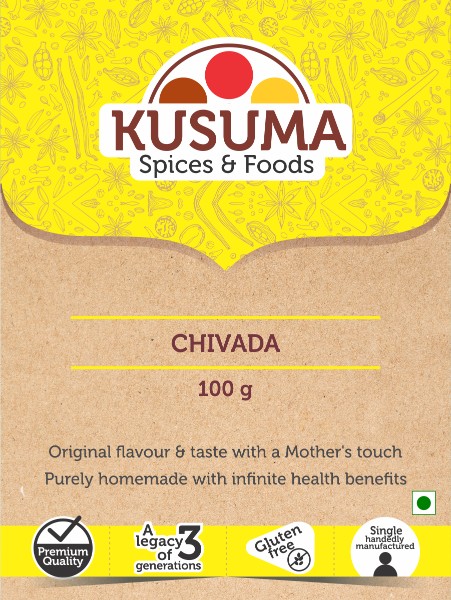 KUSUMA
Spices & Foods
CHIVADA
100 g
Original flavour & taste with a Mother's touch
Purely homemade with infinite health benefits
Premium
Quality
A
legacy
of 3
generations
Gluten
free
Single
handedly
manufactured